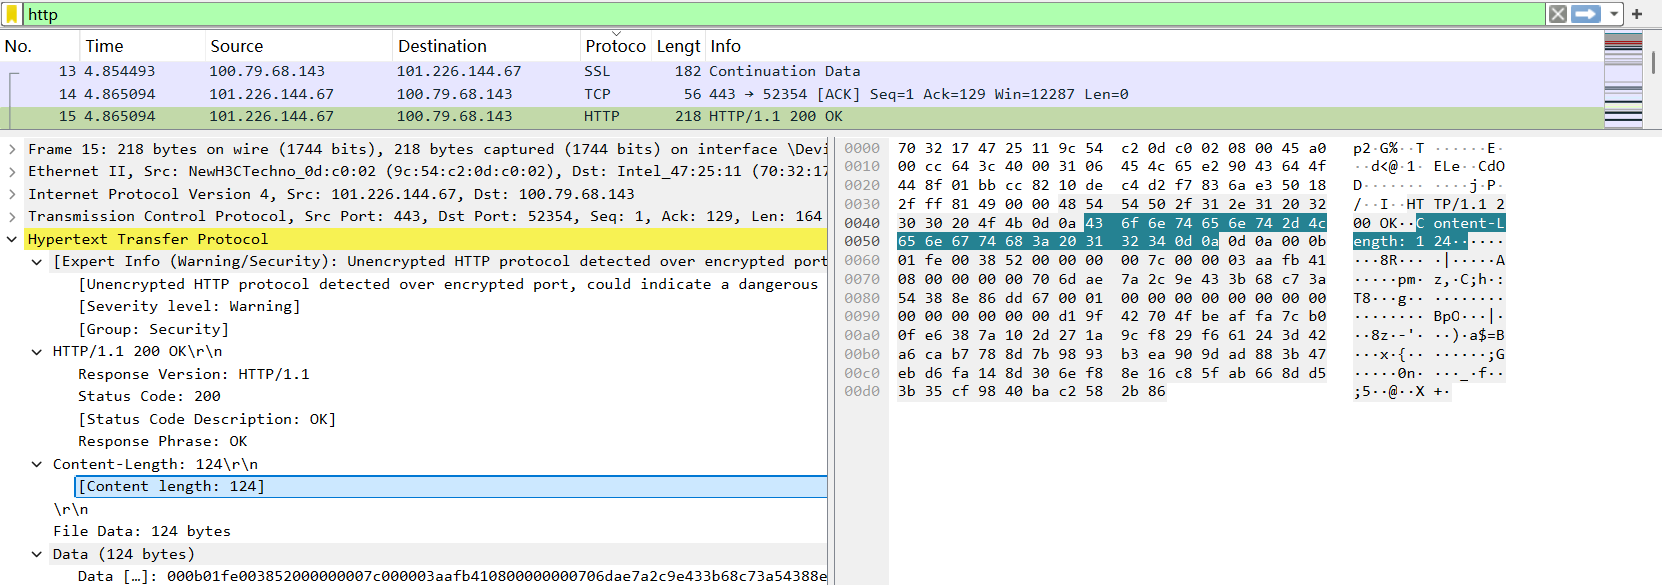 http
No. Time Source Destination Protoco Lengt Info
13 4.854493 100.79.68.143 101.226.144.67 SSL 182 Continuation Data
14 4.865094 101.226.144.67 100.79.68.143 TCP 56 443 → 52354 [ACK] Seq=1 Ack=129 Win=12287 Len=0
15 4.865094 101.226.144.67 100.79.68.143 HTTP 218 HTTP/1.1 200 OK
Frame 15: 218 bytes on wire (1744 bits), 218 bytes captured (1744 bits) on interface \Devi
Ethernet II, Src: NewH3CTechno_0d:c0:02 (9c:54:c2:0d:c0:02), Dst: Intel_47:25:11 (70:32:17
Internet Protocol Version 4, Src: 101.226.144.67, Dst: 100.79.68.143
Transmission Control Protocol, Src Port: 443, Dst Port: 52354, Seq: 1, Ack: 129, Len: 164
Hypertext Transfer Protocol
[Expert Info (Warning/Security): Unencrypted HTTP protocol detected over encrypted port
[Unencrypted HTTP protocol detected over encrypted port, could indicate a dangerous
[Severity level: Warning]
[Group: Security]
HTTP/1.1 200 OK\r\n
Response Version: HTTP/1.1
Status Code: 200
[Status Code Description: OK]
Response Phrase: OK
Content-Length: 124\r\n
[Content length: 124]
\r\n
File Data: 124 bytes
Data (124 bytes)
Data […]: 000b01fe003852000000007c000003aafb410800000000706dae7a2c9e433b68c73a54388e
0000 70 32 17 47 25 11 9c 54 c2 0d c0 02 08 00 45 a0 p2·G%··T ······E·
0010 00 cc 64 3c 40 00 31 06 45 4c 65 e2 90 43 64 4f ··d<@·1· ELe··CdO
0020 44 8f 01 bb cc 82 10 de c4 d2 f7 83 6a e3 50 18 D······· ····j·P·
0030 2f ff 81 49 00 00 48 54 54 50 2f 31 2e 31 20 32 /··I··HT TP/1.1 2
0040 30 30 20 4f 4b 0d 0a 43 6f 6e 74 65 6e 74 2d 4c 00 OK··C ontent-L
0050 65 6e 67 74 68 3a 20 31 32 34 0d 0a 0d 0a 00 0b ength: 1 24······
0060 01 fe 00 38 52 00 00 00 00 7c 00 00 03 aa fb 41 ···8R··· ·|·····A
0070 08 00 00 00 00 70 6d ae 7a 2c 9e 43 3b 68 c7 3a ·····pm· z,·C;h·:
0080 54 38 8e 86 dd 67 00 01 00 00 00 00 00 00 00 00 T8···g·· ········
0090 00 00 00 00 00 00 d1 9f 42 70 4f be af fa 7c b0 ········ BpO···|·
00a0 0f e6 38 7a 10 2d 27 1a 9c f8 29 f6 61 24 3d 42 ··8z·-'· ··)·a$=B
00b0 a6 ca b7 78 8d 7b 98 93 b3 ea 90 9d ad 88 3b 47 ···x·{·· ······;G
00c0 eb d6 fa 14 8d 30 6e f8 8e 16 c8 5f ab 66 8d d5 ·····0n· ···_·f··
00d0 3b 35 cf 98 40 ba c2 58 2b 86 ;5··@··X +·